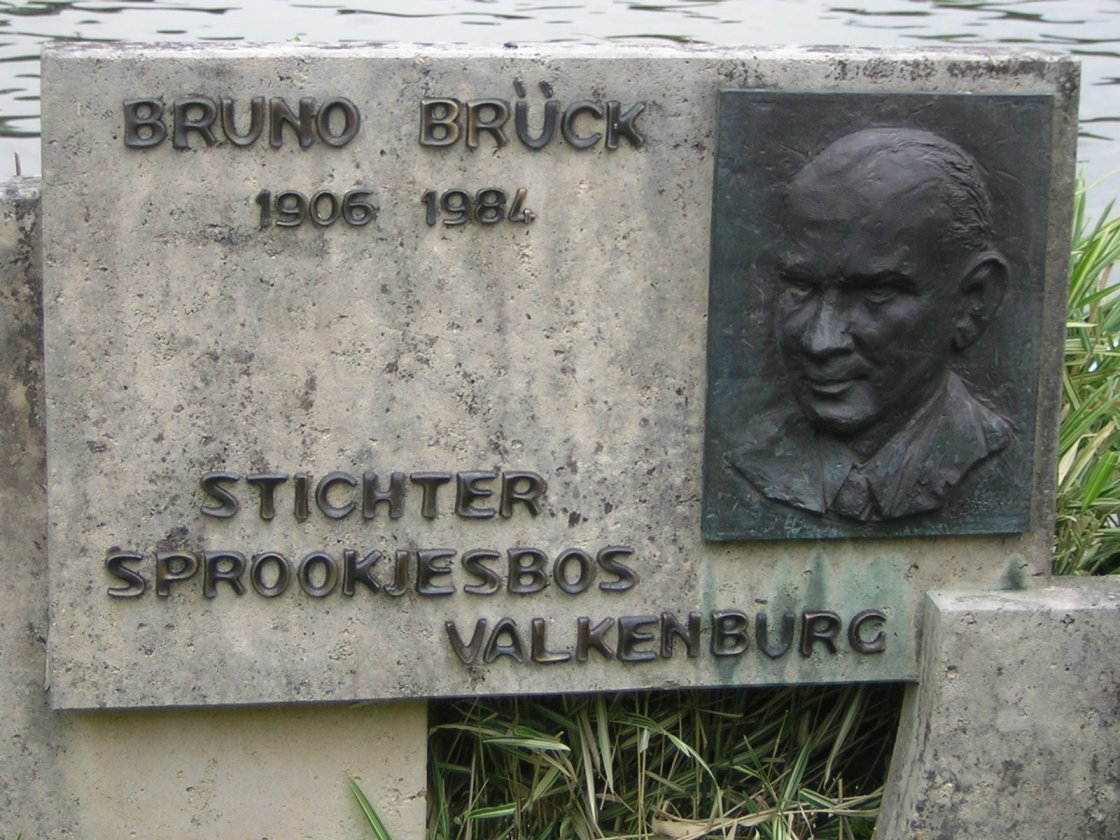 BRUNO BRÜCK
1906 1984
STICHTER
SPROOKJESBOS
VALKENBURG